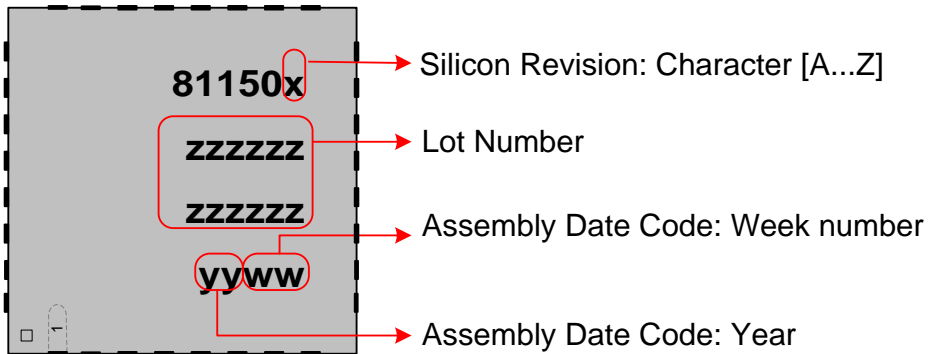 81150x
Silicon Revision: Character [A...Z]
zzzzzz
Lot Number
zzzzzz
Assembly Date Code: Week number
yyww
1
Assembly Date Code: Year